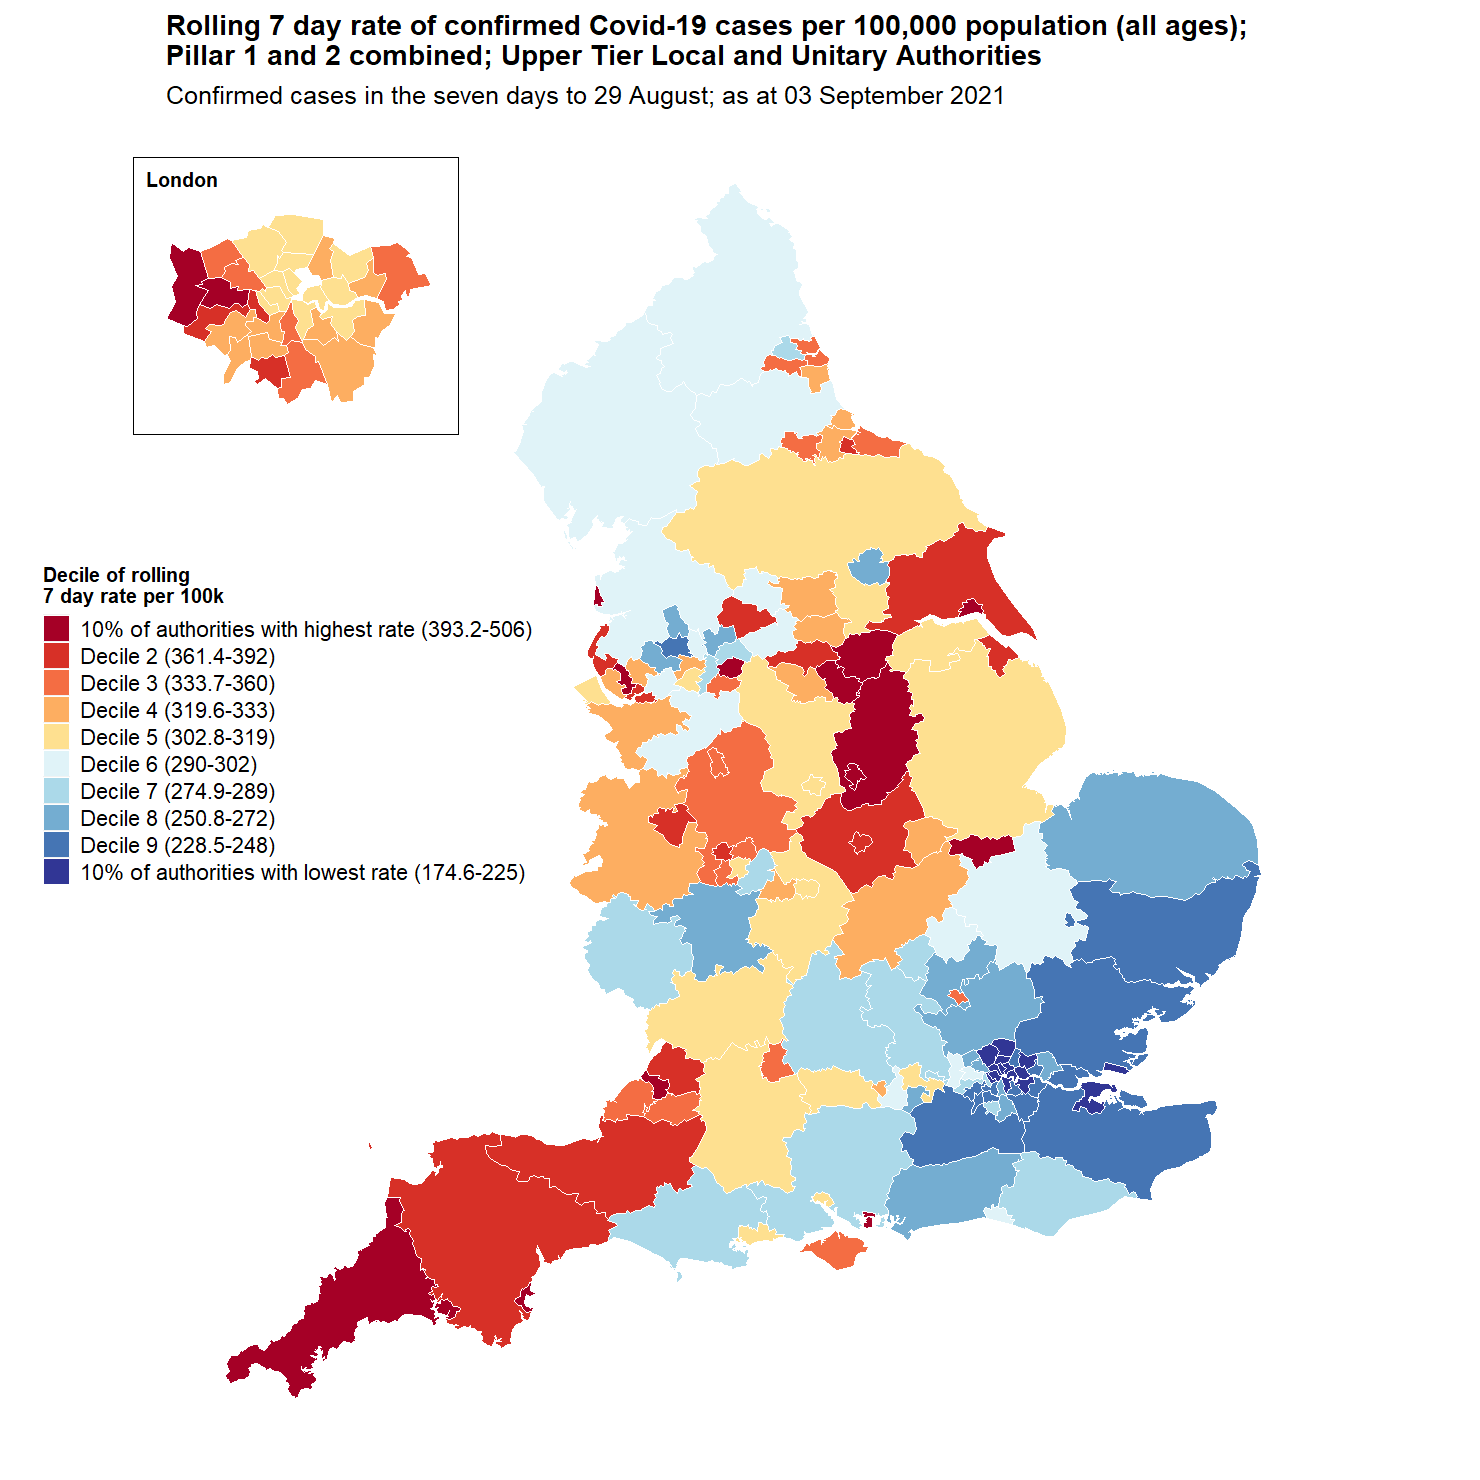 Rolling 7 day rate of confirmed Covid-19 cases per 100,000 population (all ages);
Pillar 1 and 2 combined; Upper Tier Local and Unitary Authorities
Confirmed cases in the seven days to 29 August; as at 03 September 2021
London
Decile of rolling
7 day rate per 100k
10% of authorities with highest rate (393.2-506)
Decile 2 (361.4-392)
Decile 3 (333.7-360)
Decile 4 (319.6-333)
Decile 5 (302.8-319)
Decile 6 (290-302)
Decile 7 (274.9-289)
Decile 8 (250.8-272)
Decile 9 (228.5-248)
10% of authorities with lowest rate (174.6-225)